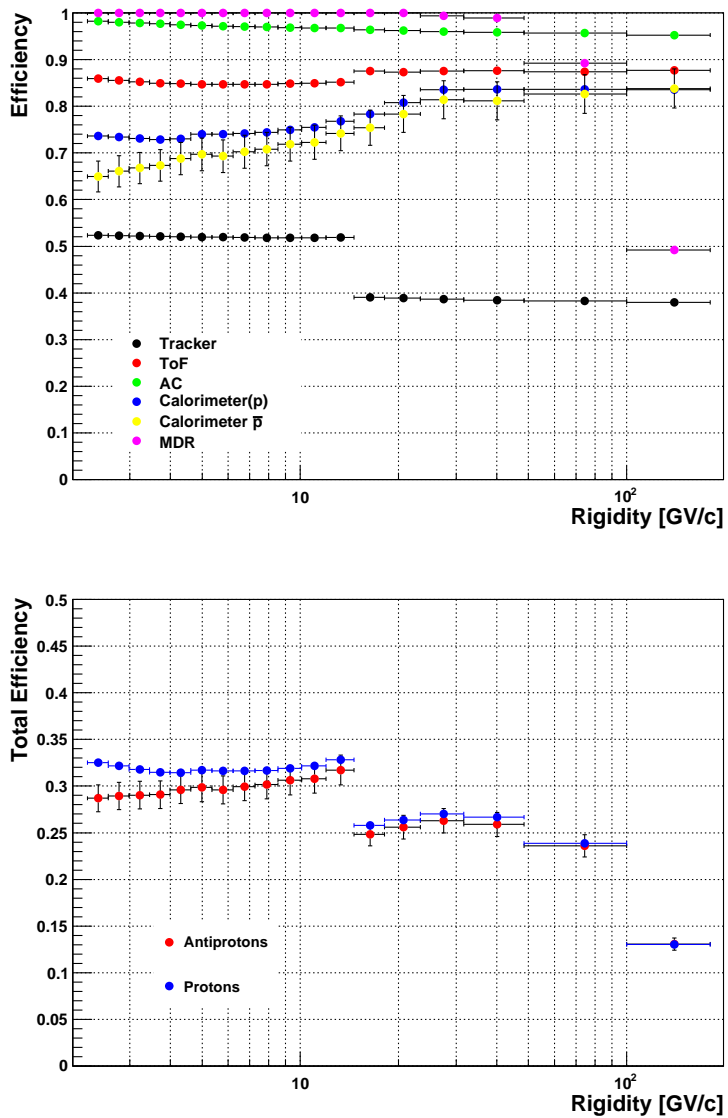 Efficiency
1
0.9
0.8
0.7
0.6
0.5
0.4
0.3
0.2
0.1
0
Tracker
ToF
AC
Calorimeter(p)
Calorimeter p̅
MDR
10
10²
Rigidity [GV/c]
Total Efficiency
0.5
0.45
0.4
0.35
0.3
0.25
0.2
0.15
0.1
0.05
0
Antiprotons
Protons
10
10²
Rigidity [GV/c]